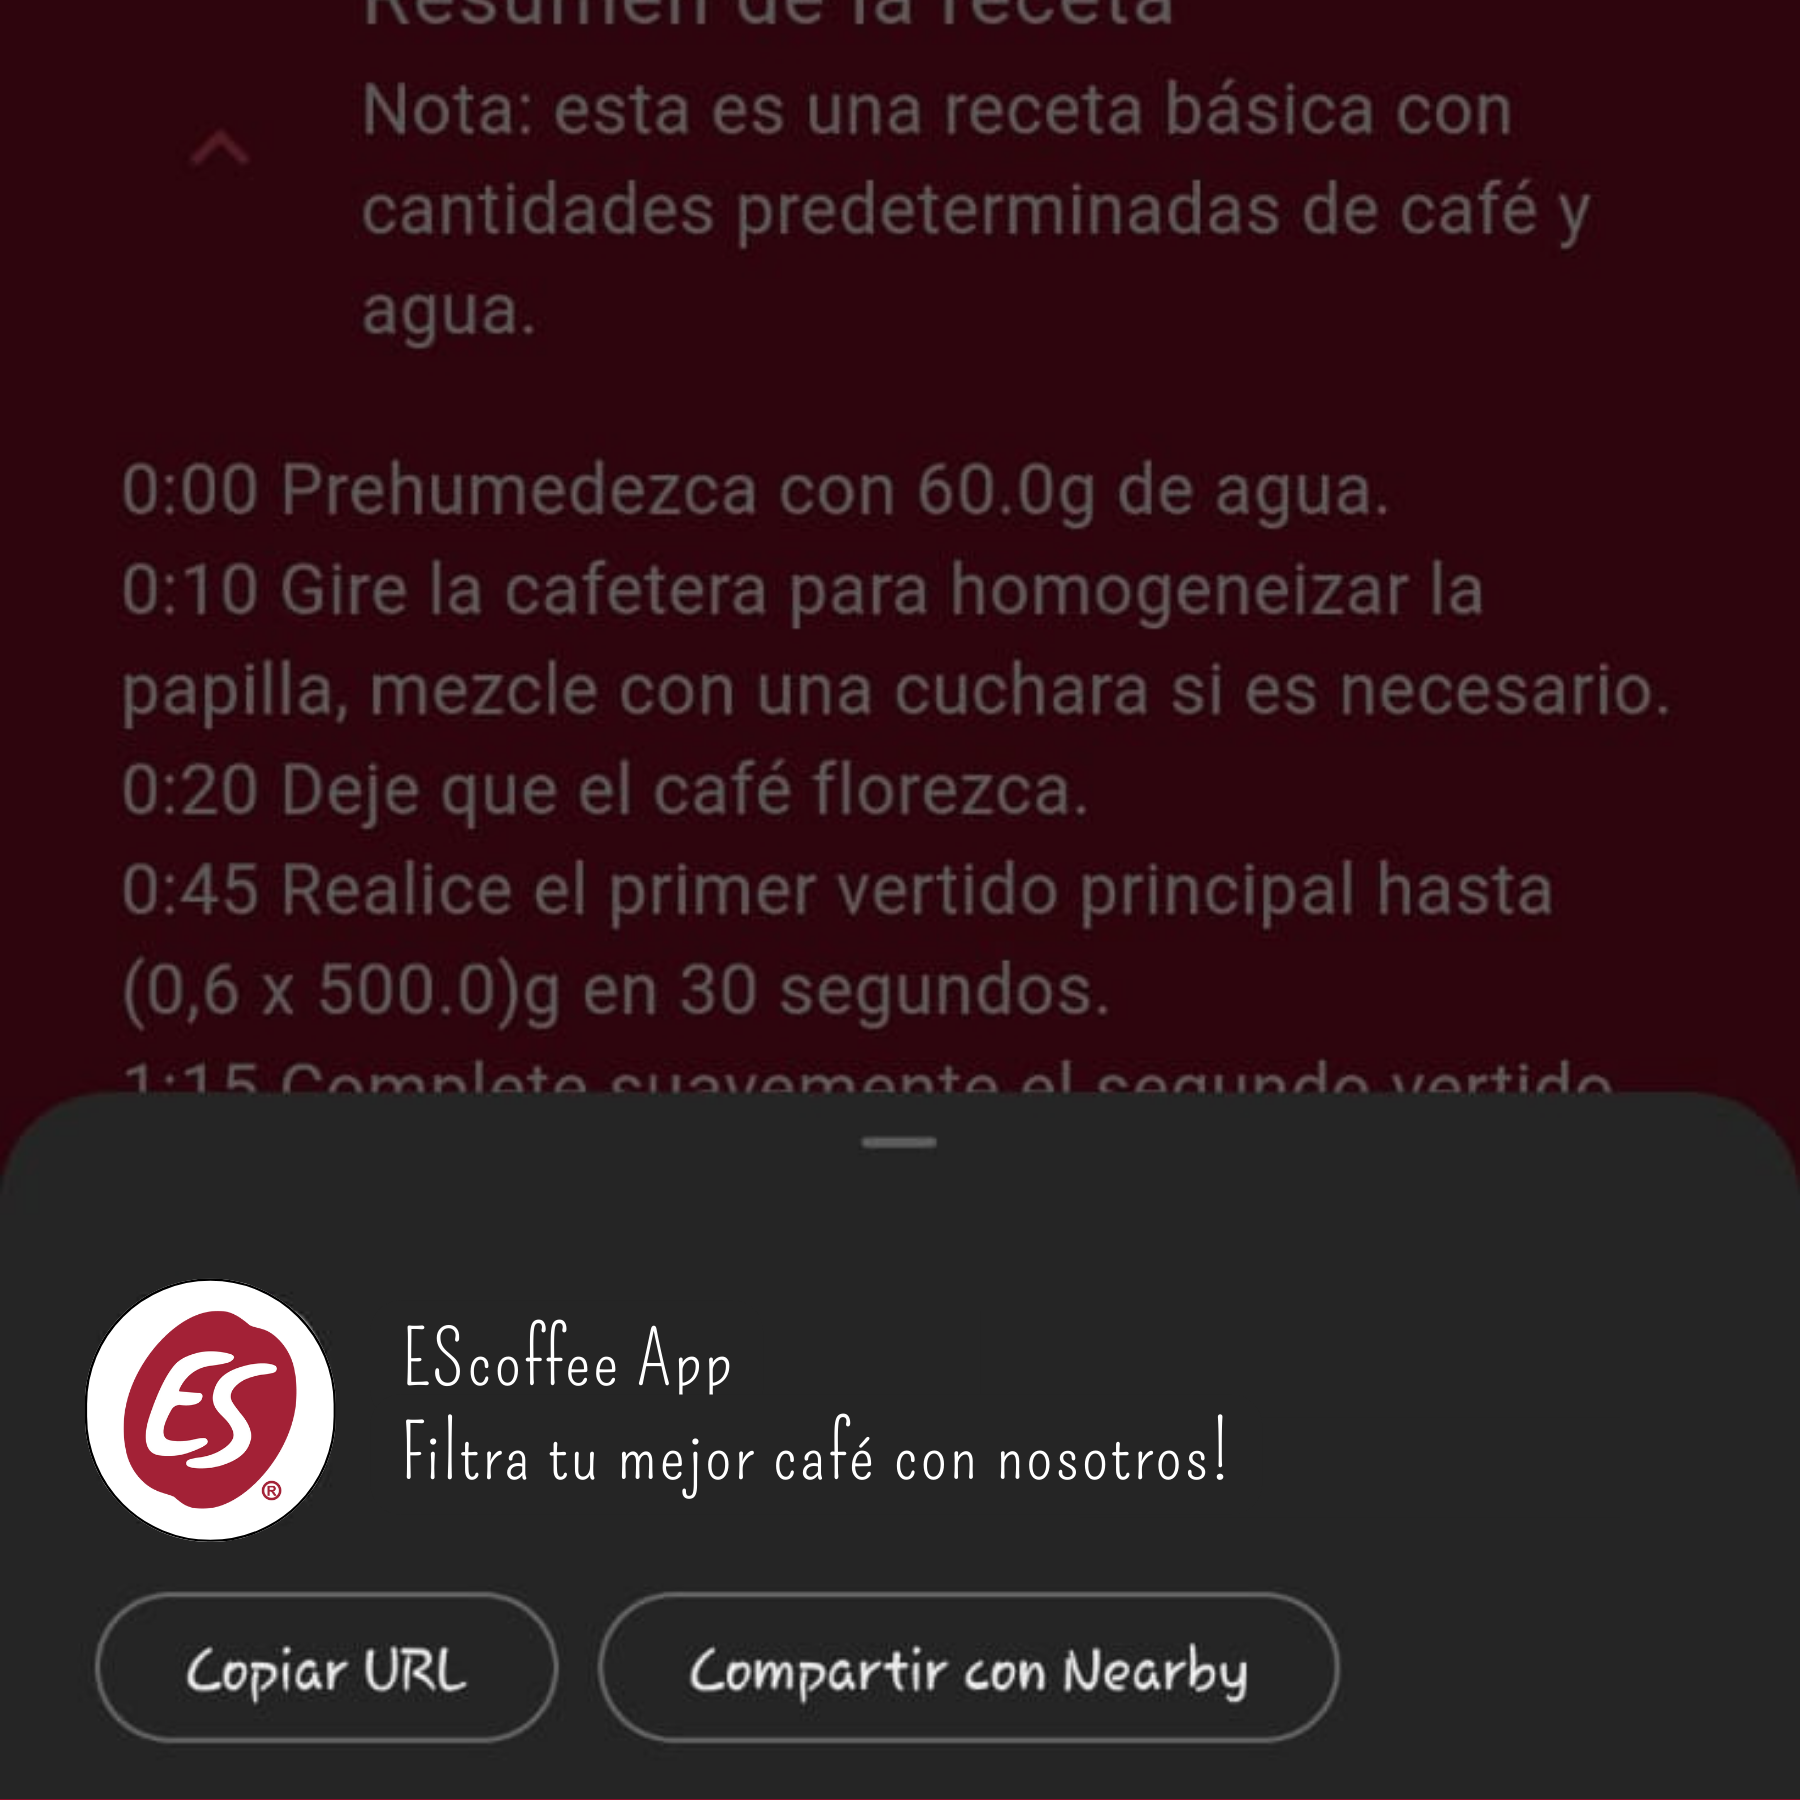 Resumen de la receta
Nota: esta es una receta básica con
cantidades predeterminadas de café y
agua.
0:00 Prehumedezca con 60.0g de agua.
0:10 Gire la cafetera para homogeneizar la
papilla, mezcle con una cuchara si es necesario.
0:20 Deje que el café florezca.
0:45 Realice el primer vertido principal hasta
(0,6 x 500.0)g en 30 segundos.
1:15 Complete suavemente el segundo vertido
ES
®
EScoffee App
Filtra tu mejor café con nosotros!
Copiar URL
Compartir con Nearby